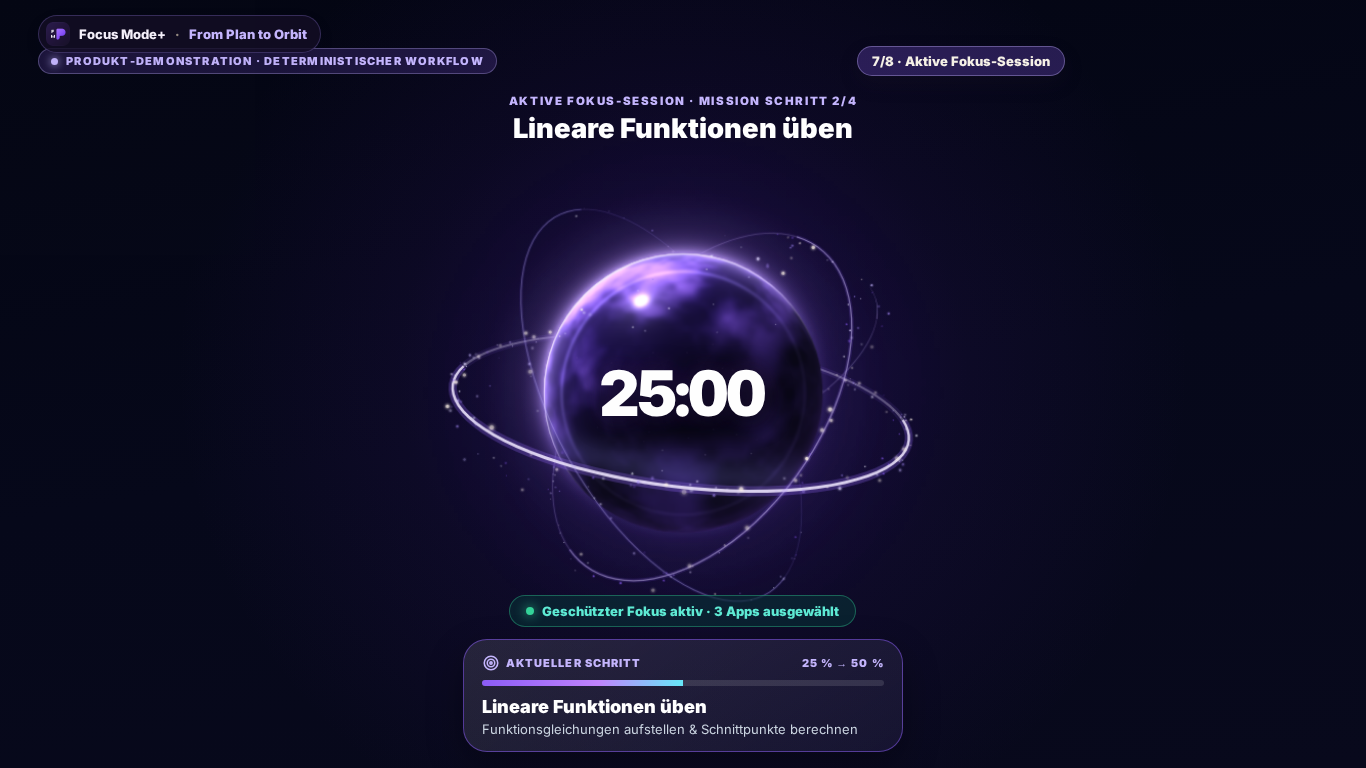 Focus Mode+ · From Plan to Orbit
PRODUKT-DEMONSTRATION · DETERMINISTISCHER WORKFLOW
7/8 · Aktive Fokus-Session
AKTIVE FOKUS-SESSION · MISSION SCHRITT 2/4
Lineare Funktionen üben
25:00
Geschützter Fokus aktiv · 3 Apps ausgewählt
AKTUELLER SCHRITT
25 % → 50 %
Lineare Funktionen üben
Funktionsgleichungen aufstellen & Schnittpunkte berechnen